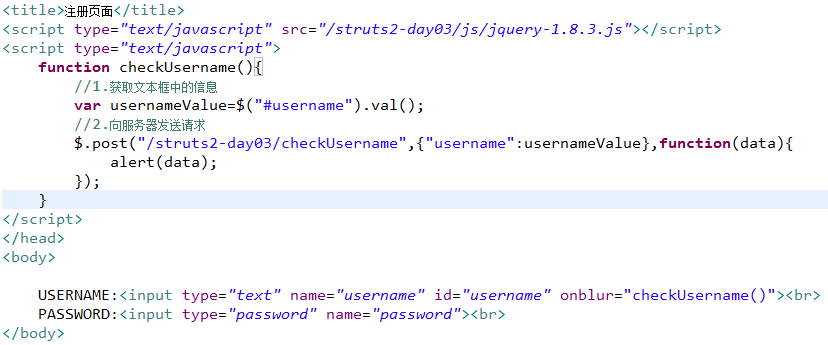 <title>注册页面</title>
<script type="text/javascript" src="/struts2-day03/js/jquery-1.8.3.js"></script>
<script type="text/javascript">
    function checkUsername(){
        //1.获取文本框中的信息
        var usernameValue=$("#username").val();
        //2.向服务器发送请求
        $.post("/struts2-day03/checkUsername",{"username":usernameValue},function(data){
            alert(data);
        });
    }
</script>
</head>
<body>

    USERNAME:<input type="text" name="username" id="username" onblur="checkUsername()"><br>
    PASSWORD:<input type="password" name="password"><br>
</body>